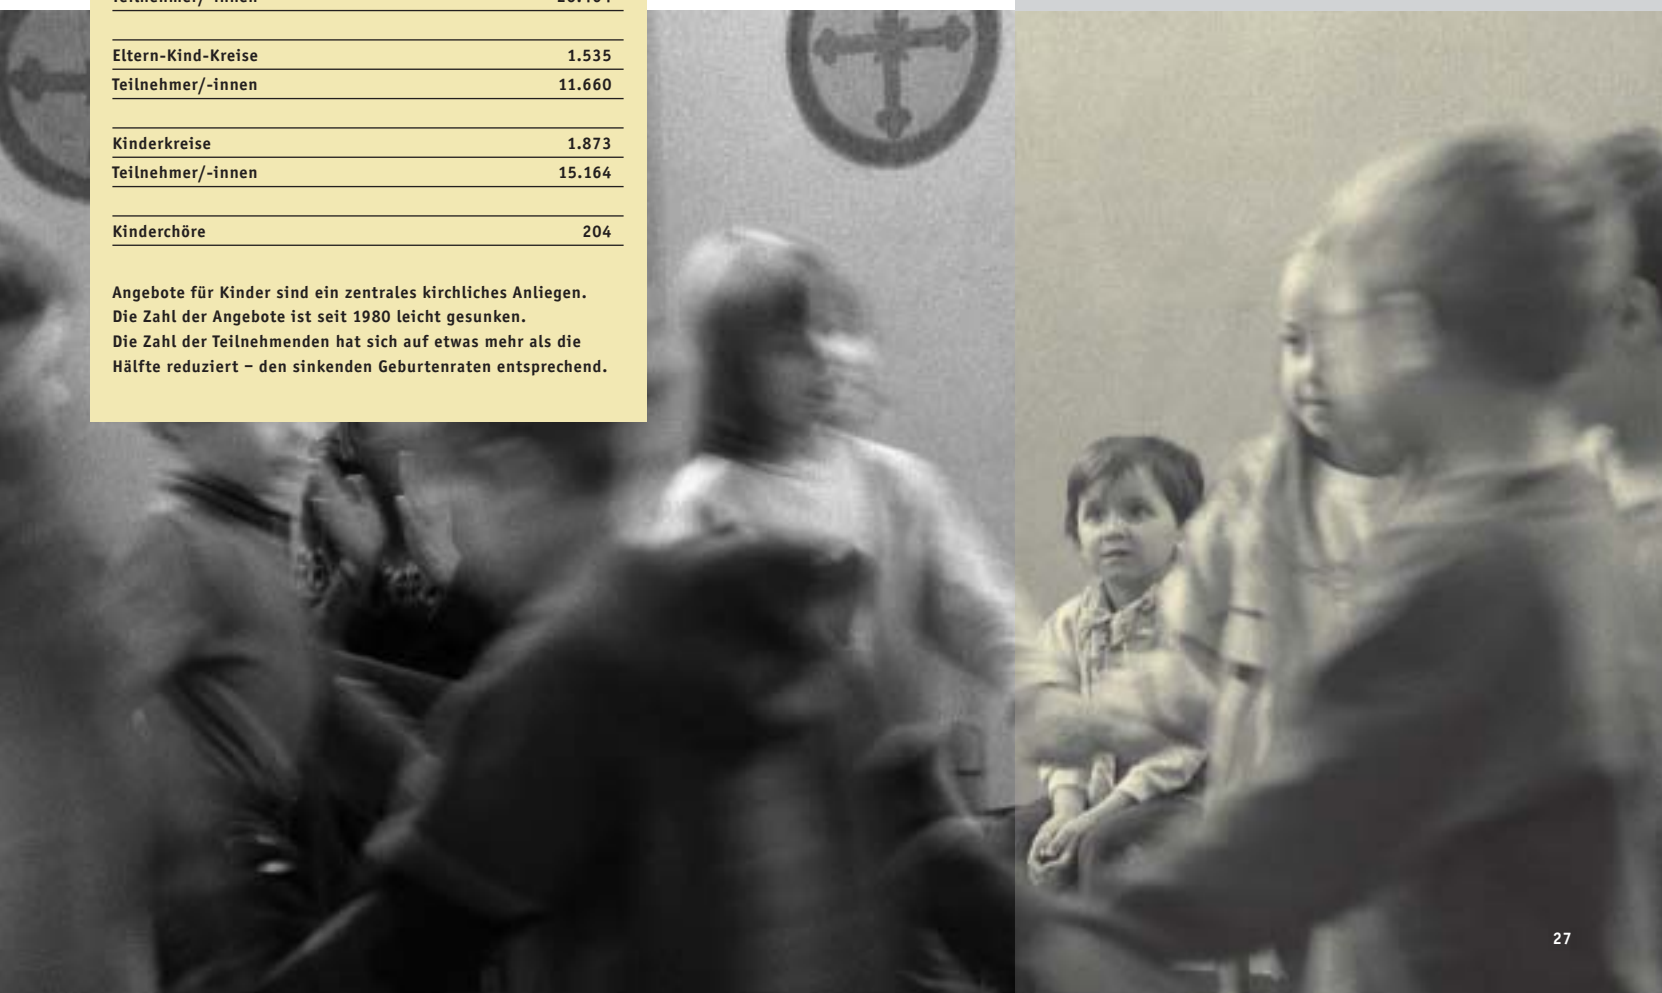 Eltern-Kind-Kreise 1.535
Teilnehmer/-innen 11.660
Kinderkreise 1.873
Teilnehmer/-innen 15.164
Kinderchöre 204
Angebote für Kinder sind ein zentrales kirchliches Anliegen.
Die Zahl der Angebote ist seit 1980 leicht gesunken.
Die Zahl der Teilnehmenden hat sich auf etwas mehr als die
Hälfte reduziert – den sinkenden Geburtenraten entsprechend.
27